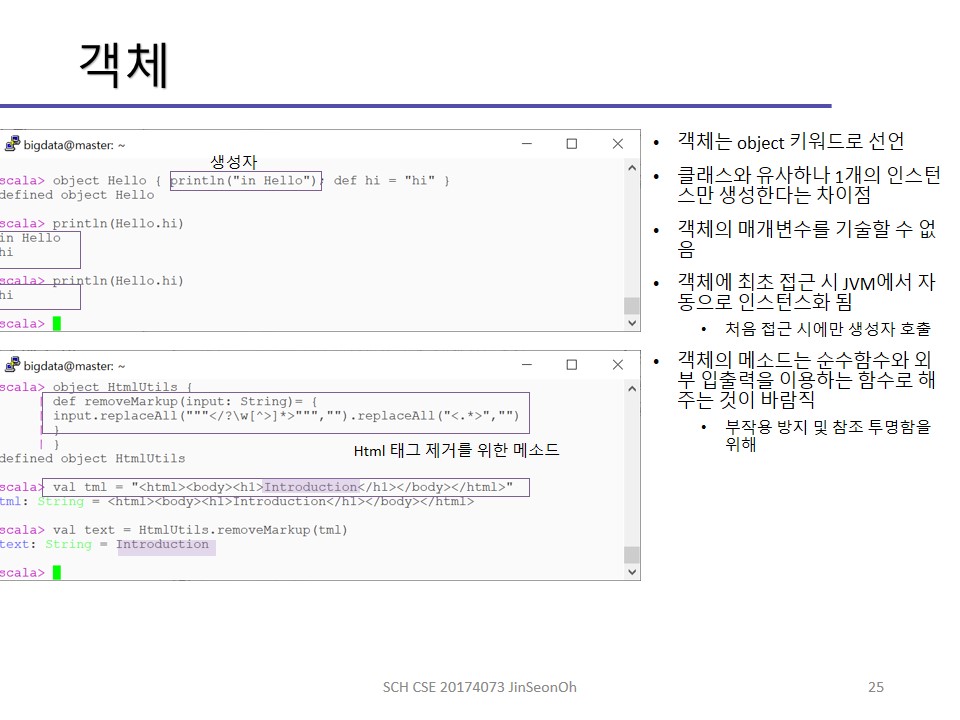 객체
bigdata@master: ~
생성자
scala> object Hello { println("in Hello"); def hi = "hi" }
defined object Hello
scala> println(Hello.hi)
in Hello
hi
scala> println(Hello.hi)
hi
scala>
bigdata@master: ~
scala> object HtmlUtils {
| def removeMarkup(input: String)= {
input.replaceAll("""</?\w[^>]*>""","").replaceAll("<.*>","")
| }
| }
Html 태그 제거를 위한 메소드
defined object HtmlUtils
scala> val tml = "<html><body><h1>Introduction</h1></body></html>"
tml: String = <html><body><h1>Introduction</h1></body></html>
scala> val text = HtmlUtils.removeMarkup(tml)
text: String = Introduction
scala>
• 객체는 object 키워드로 선언
• 클래스와 유사하나 1개의 인스턴
스만 생성한다는 차이점
• 객체의 매개변수를 기술할 수 없
음
• 객체에 최초 접근 시 JVM에서 자
동으로 인스턴스화 됨
• 처음 접근 시에만 생성자 호출
• 객체의 메소드는 순수함수와 외
부 입출력을 이용하는 함수로 해
주는 것이 바람직
• 부작용 방지 및 참조 투명함을
위해
SCH CSE 20174073 JinSeonOh
25